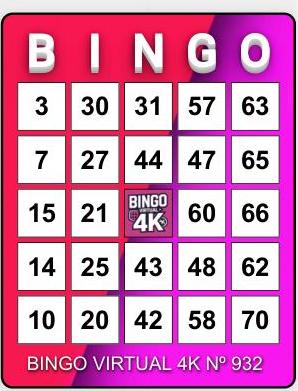 B I N G O
3 30 31 57 63
7 27 44 47 65
15 21 BINGO VIRTUAL 4K 60 66
14 25 43 48 62
10 20 42 58 70
BINGO VIRTUAL 4K Nº 932